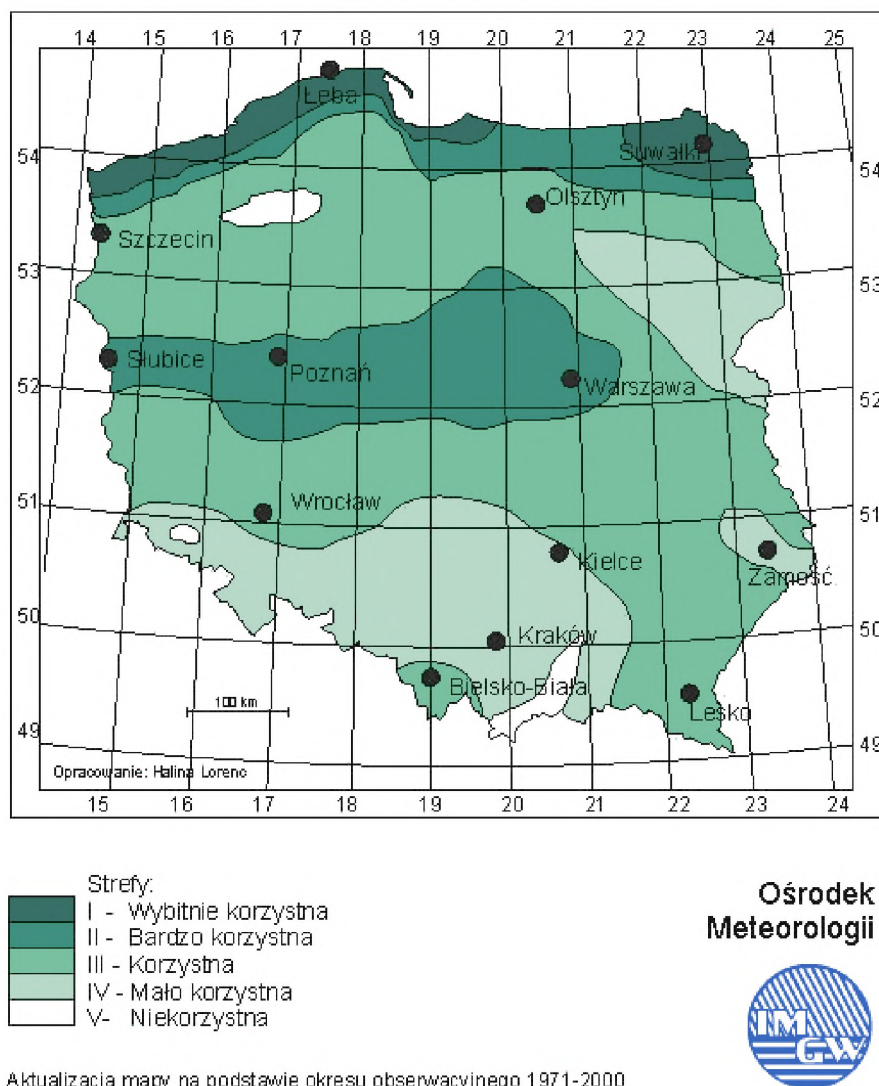 14 15 16 17 18 19 20 21 22 23 24 25
Łeba
54 Suwałki 54
Olsztyn
Szczecin
53 53
Słubice Poznań
52 Warszawa 52
51 Wrocław 51
Kielce
Zamość
50 Kraków 50
Bielsko-Biała
100 km Lesko
49 49
Opracowanie: Halina Lorenc
15 16 17 18 19 20 21 22 23 24
Strefy:
I - Wybitnie korzystna
II - Bardzo korzystna
III - Korzystna
IV - Mało korzystna
V- Niekorzystna
Ośrodek
Meteorologii
IM
GW
Aktualizacja mapy na podstawie okresu obserwacyjnego 1971-2000